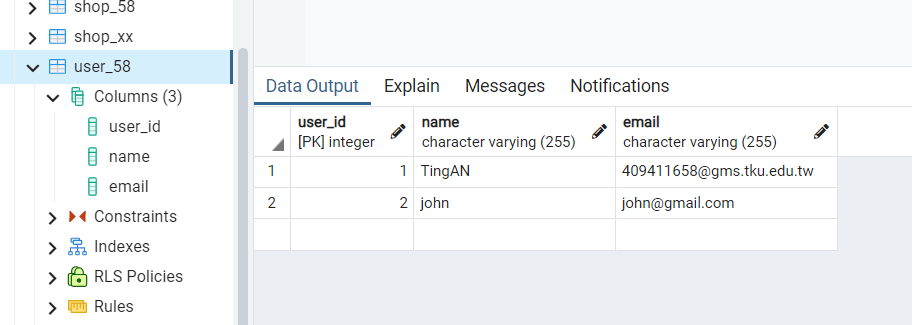 shop_58
shop_xx
user_58
Columns (3)
user_id
name
email
Constraints
Indexes
RLS Policies
Rules
Data Output Explain Messages Notifications
user_id name email
[PK] integer character varying (255) character varying (255)
1 1 TingAN 409411658@gms.tku.edu.tw
2 2 john john@gmail.com